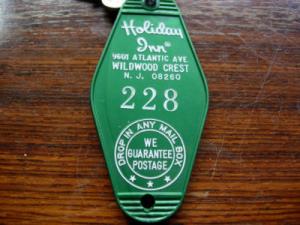 Holiday
Inn®
9601 ATLANTIC AVE
WILDWOOD CREST
N. J. 08260
228
DROP IN ANY MAIL BOX
WE
GUARANTEE
POSTAGE